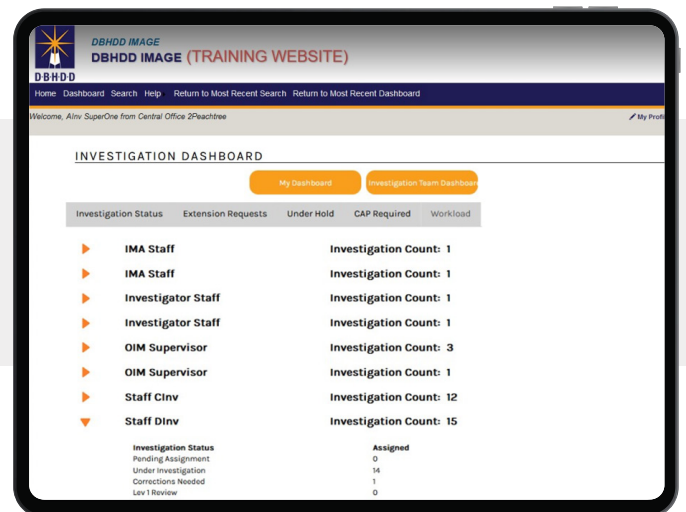 DBHDD IMAGE
DBHDD IMAGE (TRAINING WEBSITE)
D·B·H·D·D
Home Dashboard Search Help Return to Most Recent Search Return to Most Recent Dashboard
Welcome, AInv SuperOne from Central Office 2Peachtree My Profi
INVESTIGATION DASHBOARD
My Dashboard Investigation Team Dashboar
Investigation Status Extension Requests Under Hold CAP Required Workload
IMA Staff Investigation Count: 1
IMA Staff Investigation Count: 1
Investigator Staff Investigation Count: 1
Investigator Staff Investigation Count: 1
OIM Supervisor Investigation Count: 3
OIM Supervisor Investigation Count: 1
Staff CInv Investigation Count: 12
Staff DInv Investigation Count: 15
Investigation Status Assigned
Pending Assignment 0
Under Investigation 14
Corrections Needed 1
Lev 1 Review 0